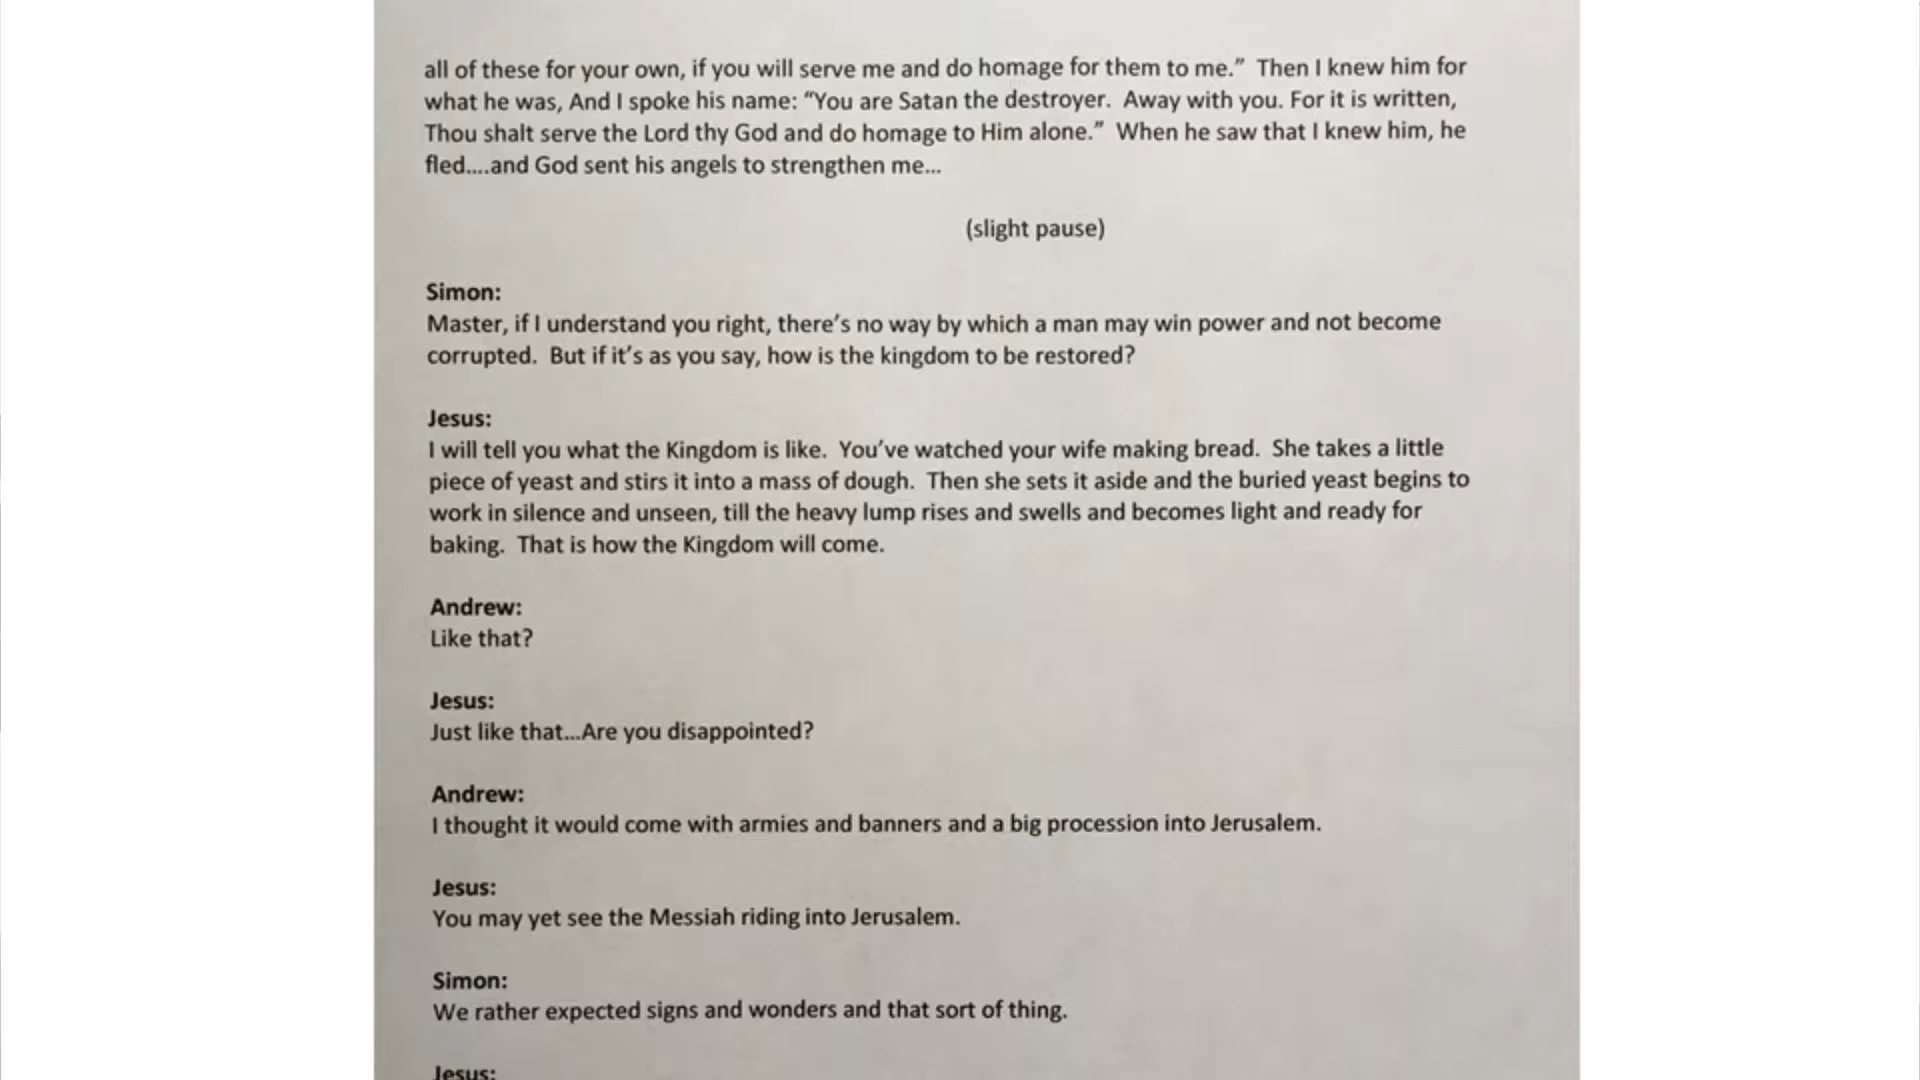 all of these for your own, if you will serve me and do homage for them to me.”  Then I knew him for
what he was, And I spoke his name: “You are Satan the destroyer.  Away with you. For it is written,
Thou shalt serve the Lord thy God and do homage to Him alone.”  When he saw that I knew him, he
fled....and God sent his angels to strengthen me...
(slight pause)
Simon:
Master, if I understand you right, there’s no way by which a man may win power and not become
corrupted.  But if it’s as you say, how is the kingdom to be restored?
Jesus:
I will tell you what the Kingdom is like.  You’ve watched your wife making bread.  She takes a little
piece of yeast and stirs it into a mass of dough.  Then she sets it aside and the buried yeast begins to
work in silence and unseen, till the heavy lump rises and swells and becomes light and ready for
baking.  That is how the Kingdom will come.
Andrew:
Like that?
Jesus:
Just like that...Are you disappointed?
Andrew:
I thought it would come with armies and banners and a big procession into Jerusalem.
Jesus:
You may yet see the Messiah riding into Jerusalem.
Simon:
We rather expected signs and wonders and that sort of thing.
Jesus: